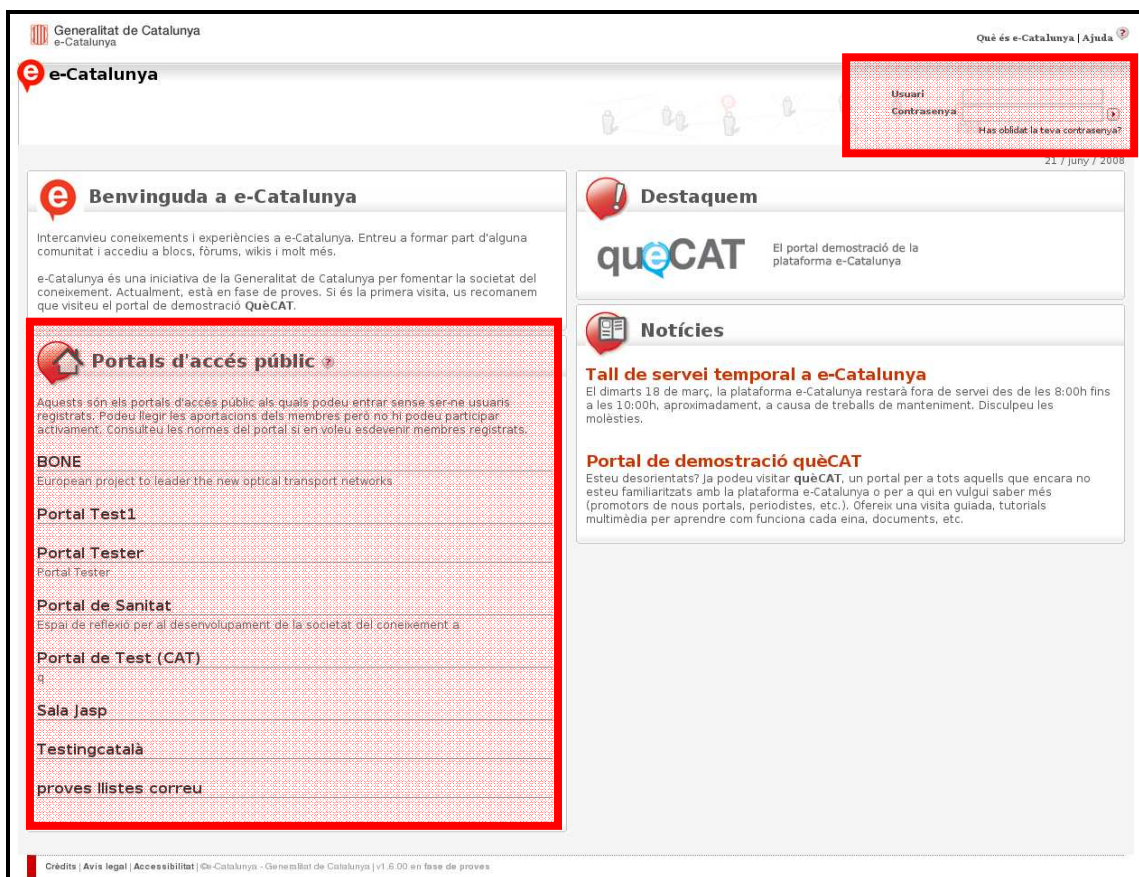 Generalitat de Catalunya
e-Catalunya
Què és e-Catalunya | Ajuda ?
e e-Catalunya
Usuari
Contrasenya
Has oblidat la teva contrasenya?
21 / juny / 2008
e Benvinguda a e-Catalunya
Intercanvieu coneixements i experiències a e-Catalunya. Entreu a formar part d'alguna
comunitat i accediu a blocs, fòrums, wikis i molt més.
e-Catalunya és una iniciativa de la Generalitat de Catalunya per fomentar la societat del
coneixement. Actualment, està en fase de proves. Si és la primera visita, us recomanem
que visiteu el portal de demostració QuèCAT.
Portals d'accés públic ?
Aquests són els portals d'accés públic als quals podeu entrar sense ser-ne usuaris
registrats. Podeu llegir les aportacions dels membres però no hi podeu participar
activament. Consulteu les normes del portal si en voleu esdevenir membres registrats.
BONE
European project to leader the new optical transport networks
Portal Test1
Portal Tester
Portal Tester
Portal de Sanitat
Espai de reflexió per al desenvolupament de la societat del coneixement a
Portal de Test (CAT)
q
Sala Jasp
Testingcatalà
proves llistes correu
! Destaquem
quèCAT
El portal demostració de la
plataforma e-Catalunya
Notícies
Tall de servei temporal a e-Catalunya
El dimarts 18 de març, la plataforma e-Catalunya restarà fora de servei des de les 8:00h fins
a les 10:00h, aproximadament, a causa de treballs de manteniment. Disculpeu les
molèsties.
Portal de demostració quèCAT
Esteu desorientats? Ja podeu visitar quèCAT, un portal per a tots aquells que encara no
esteu familiaritzats amb la plataforma e-Catalunya o per a qui en vulgui saber més
(promotors de nous portals, periodistes, etc.). Ofereix una visita guiada, tutorials
multimèdia per aprendre com funciona cada eina, documents, etc.
Crèdits | Avís legal | Accessibilitat | ©e-Catalunya - Generalitat de Catalunya | v1.6.00 en fase de proves